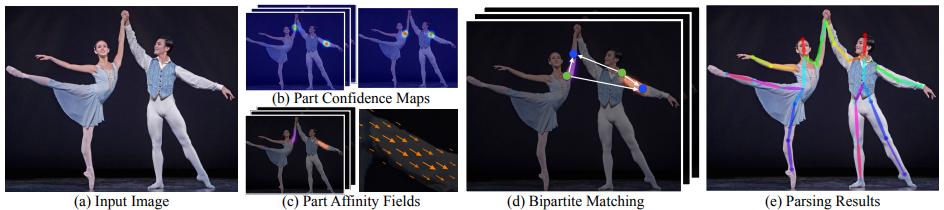 (a) Input Image
(b) Part Confidence Maps
(c) Part Affinity Fields
(d) Bipartite Matching
(e) Parsing Results